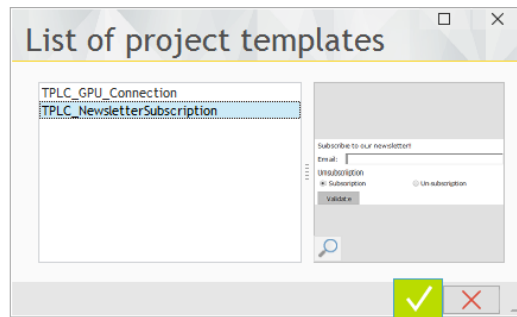 List of project templates
TPLC_GPU_Connection
TPLC_NewsletterSubscription
Subscribe to our newsletter!
Email:
Unsubscription
Subscription
Un subscription
Validate